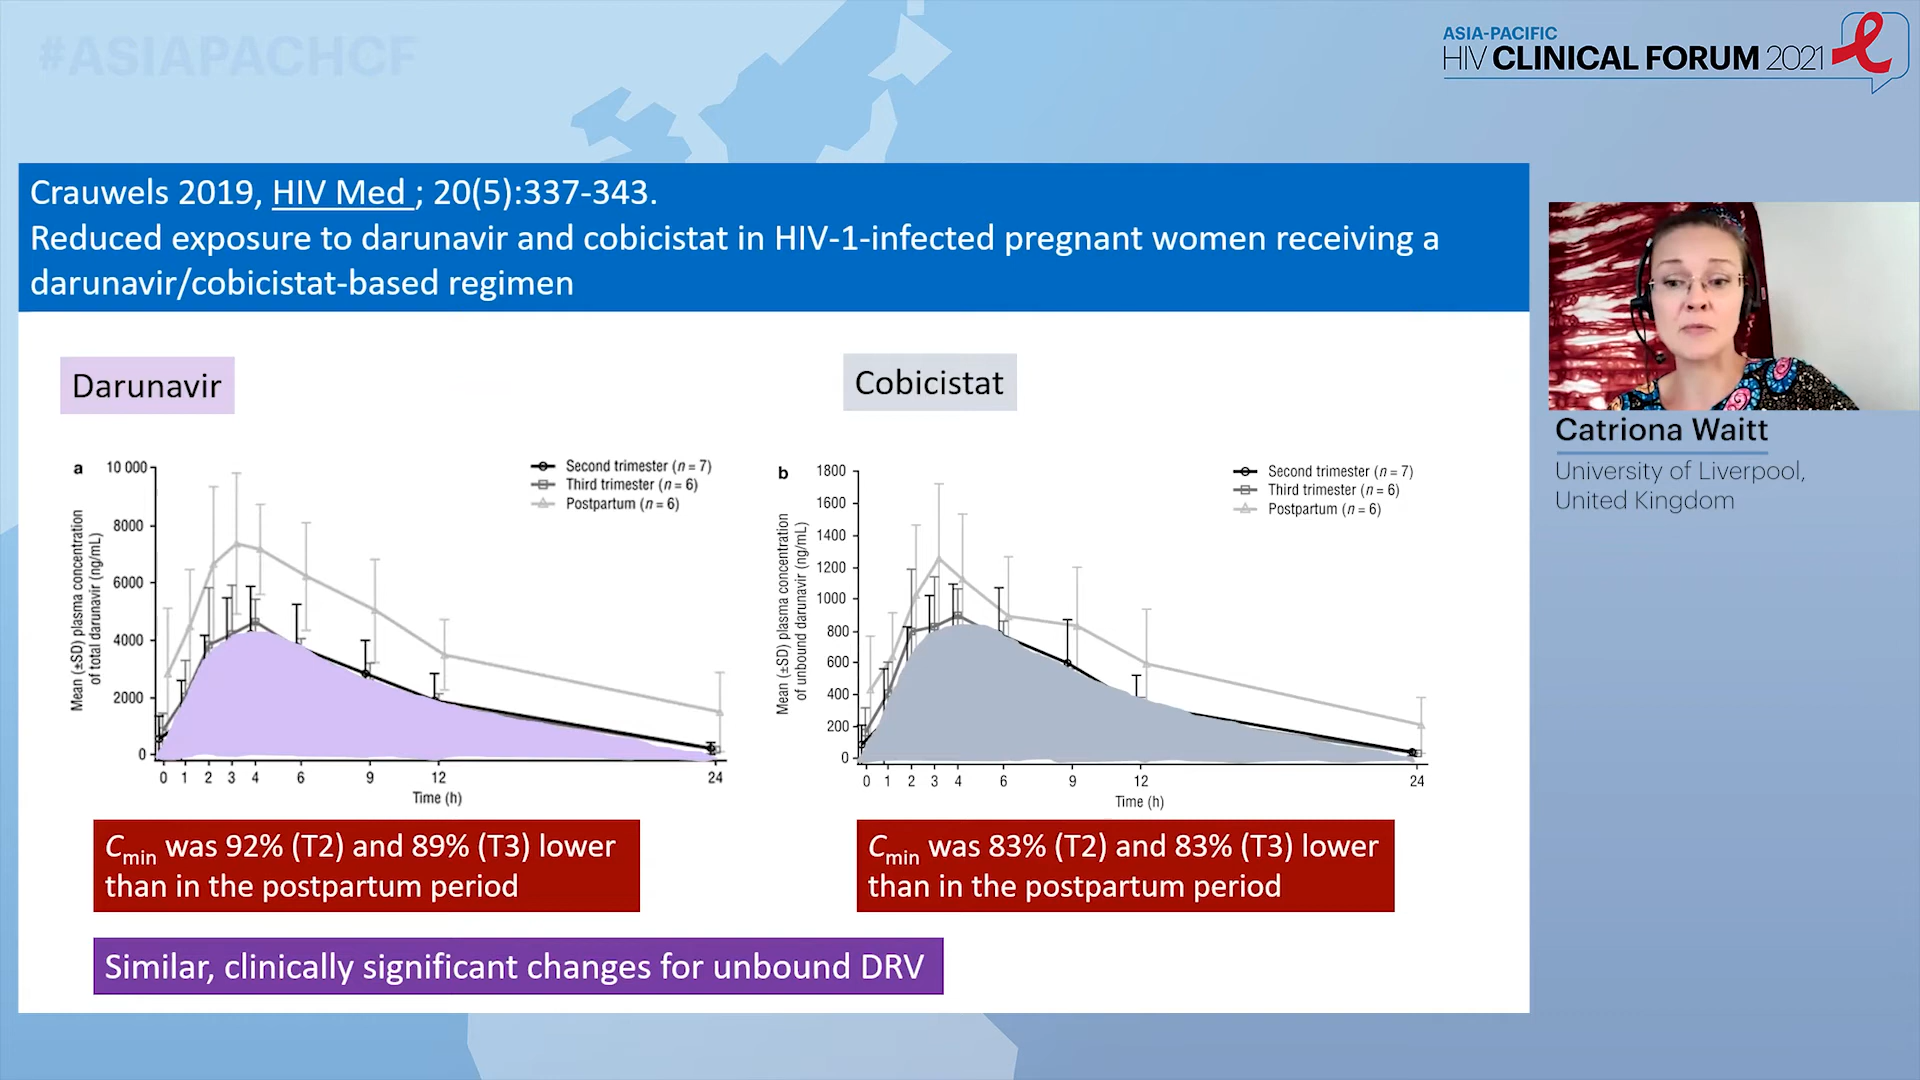 #ASIAPACHCF
ASIA-PACIFIC
HIV CLINICAL FORUM 2021
Crauwels 2019, HIV Med ; 20(5):337-343.
Reduced exposure to darunavir and cobicistat in HIV-1-infected pregnant women receiving a
darunavir/cobicistat-based regimen
Catriona Waitt
University of Liverpool,
United Kingdom
Darunavir
a
Mean (±SD) plasma concentration
of total darunavir (ng/mL)
10 000
8000
6000
4000
2000
0
Second trimester (n = 7)
Third trimester (n = 6)
Postpartum (n = 6)
0 1 2 3 4 6 9 12 24
Time (h)
Cmin was 92% (T2) and 89% (T3) lower
than in the postpartum period
Cobicistat
b
Mean (±SD) plasma concentration
of unbound darunavir (ng/mL)
1800
1600
1400
1200
1000
800
600
400
200
0
Second trimester (n = 7)
Third trimester (n = 6)
Postpartum (n = 6)
0 1 2 3 4 6 9 12 24
Time (h)
Cmin was 83% (T2) and 83% (T3) lower
than in the postpartum period
Similar, clinically significant changes for unbound DRV